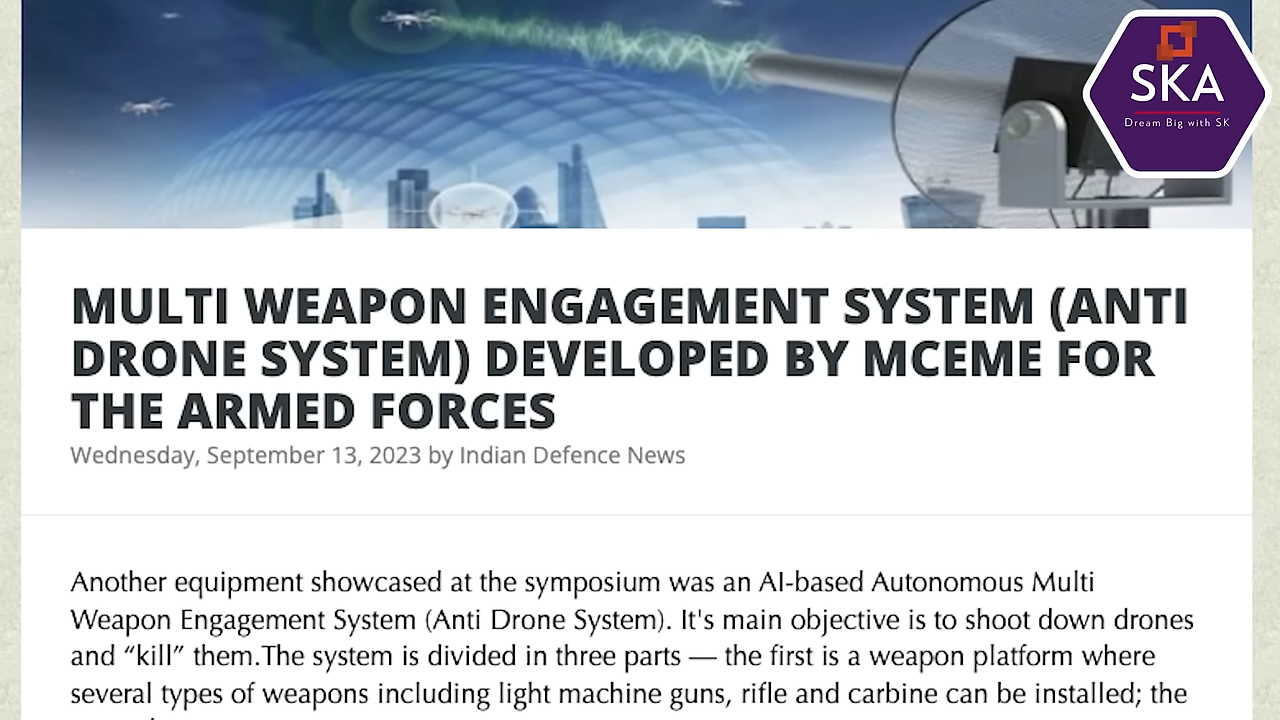 SKA
Dream Big with SK
MULTI WEAPON ENGAGEMENT SYSTEM (ANTI
DRONE SYSTEM) DEVELOPED BY MCEME FOR
THE ARMED FORCES
Wednesday, September 13, 2023 by Indian Defence News
Another equipment showcased at the symposium was an AI-based Autonomous Multi
Weapon Engagement System (Anti Drone System). It's main objective is to shoot down drones
and “kill” them.The system is divided in three parts — the first is a weapon platform where
several types of weapons including light machine guns, rifle and carbine can be installed; the